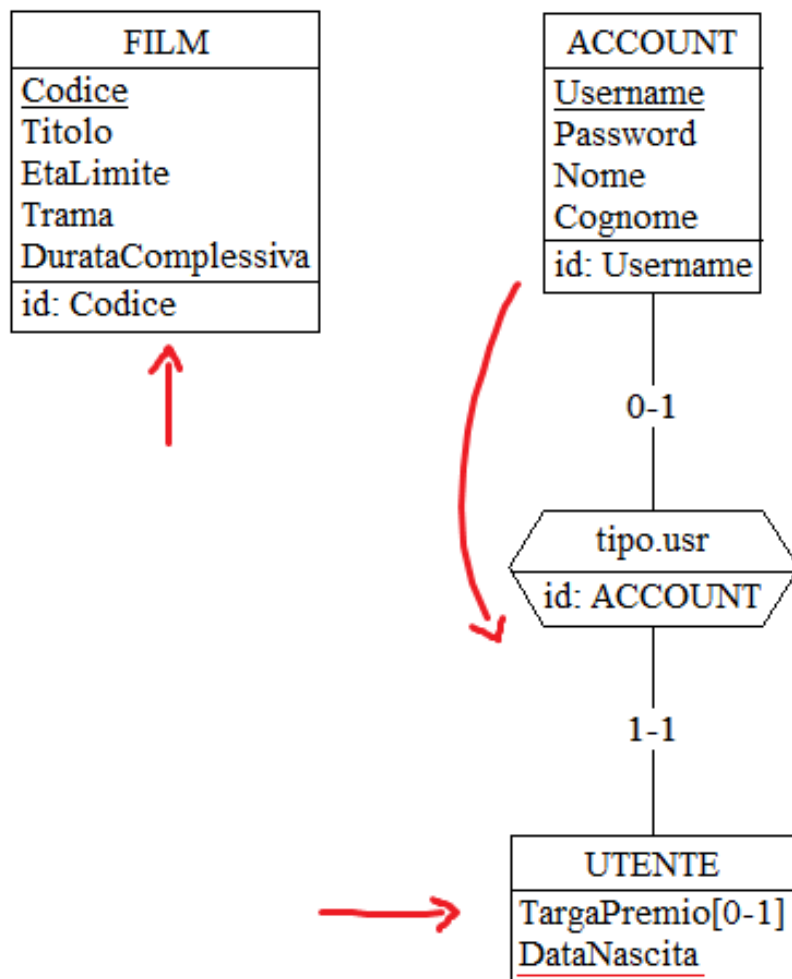 FILM
Codice
Titolo
EtaLimite
Trama
DurataComplessiva
id: Codice
ACCOUNT
Username
Password
Nome
Cognome
id: Username
0-1
tipo.usr
id: ACCOUNT
1-1
UTENTE
TargaPremio[0-1]
DataNascita